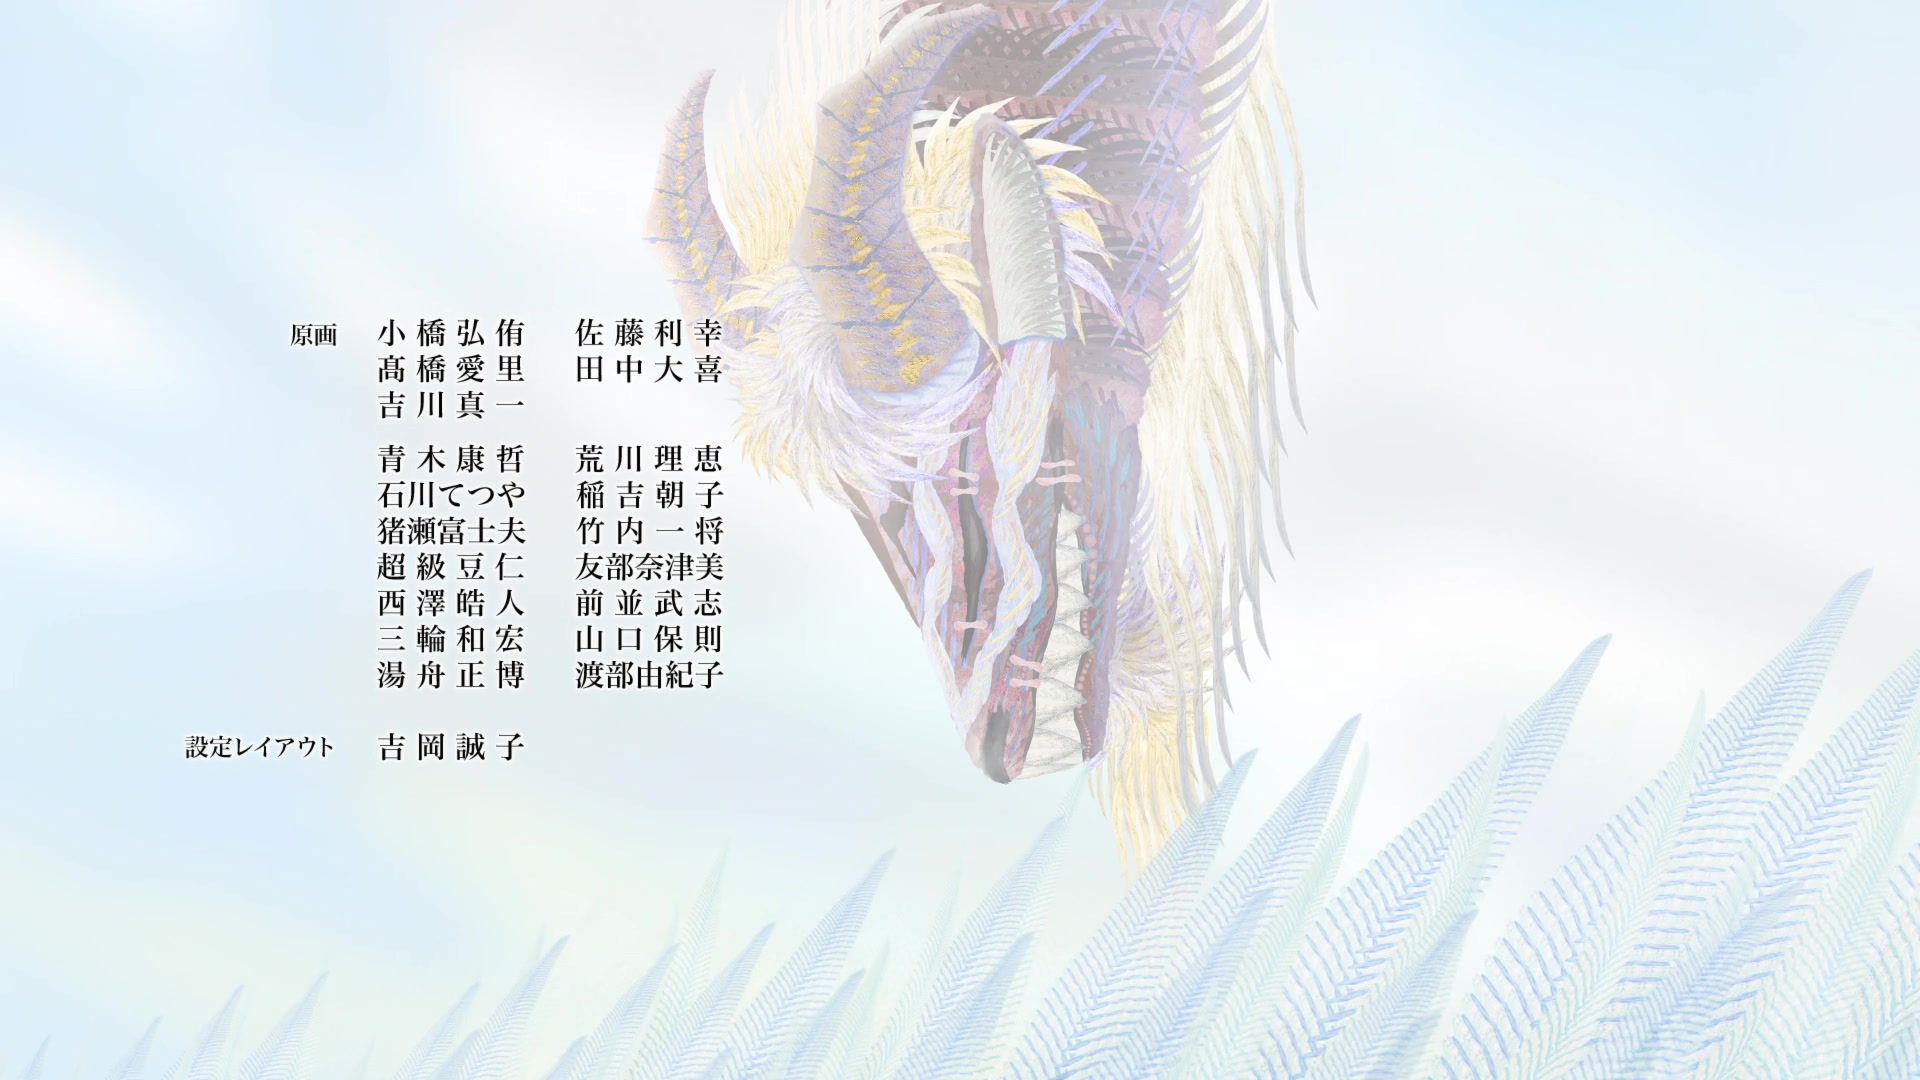 原画 小橋弘侑 佐藤利幸
髙橋愛里 田中大喜
吉川真一
青木康哲 荒川理恵
石川てつや 稲吉朝子
猪瀬富士夫 竹内一将
超級豆仁 友部奈津美
西澤皓人 前並武志
三輪和宏 山口保則
湯舟正博 渡部由紀子
設定レイアウト 吉岡誠子